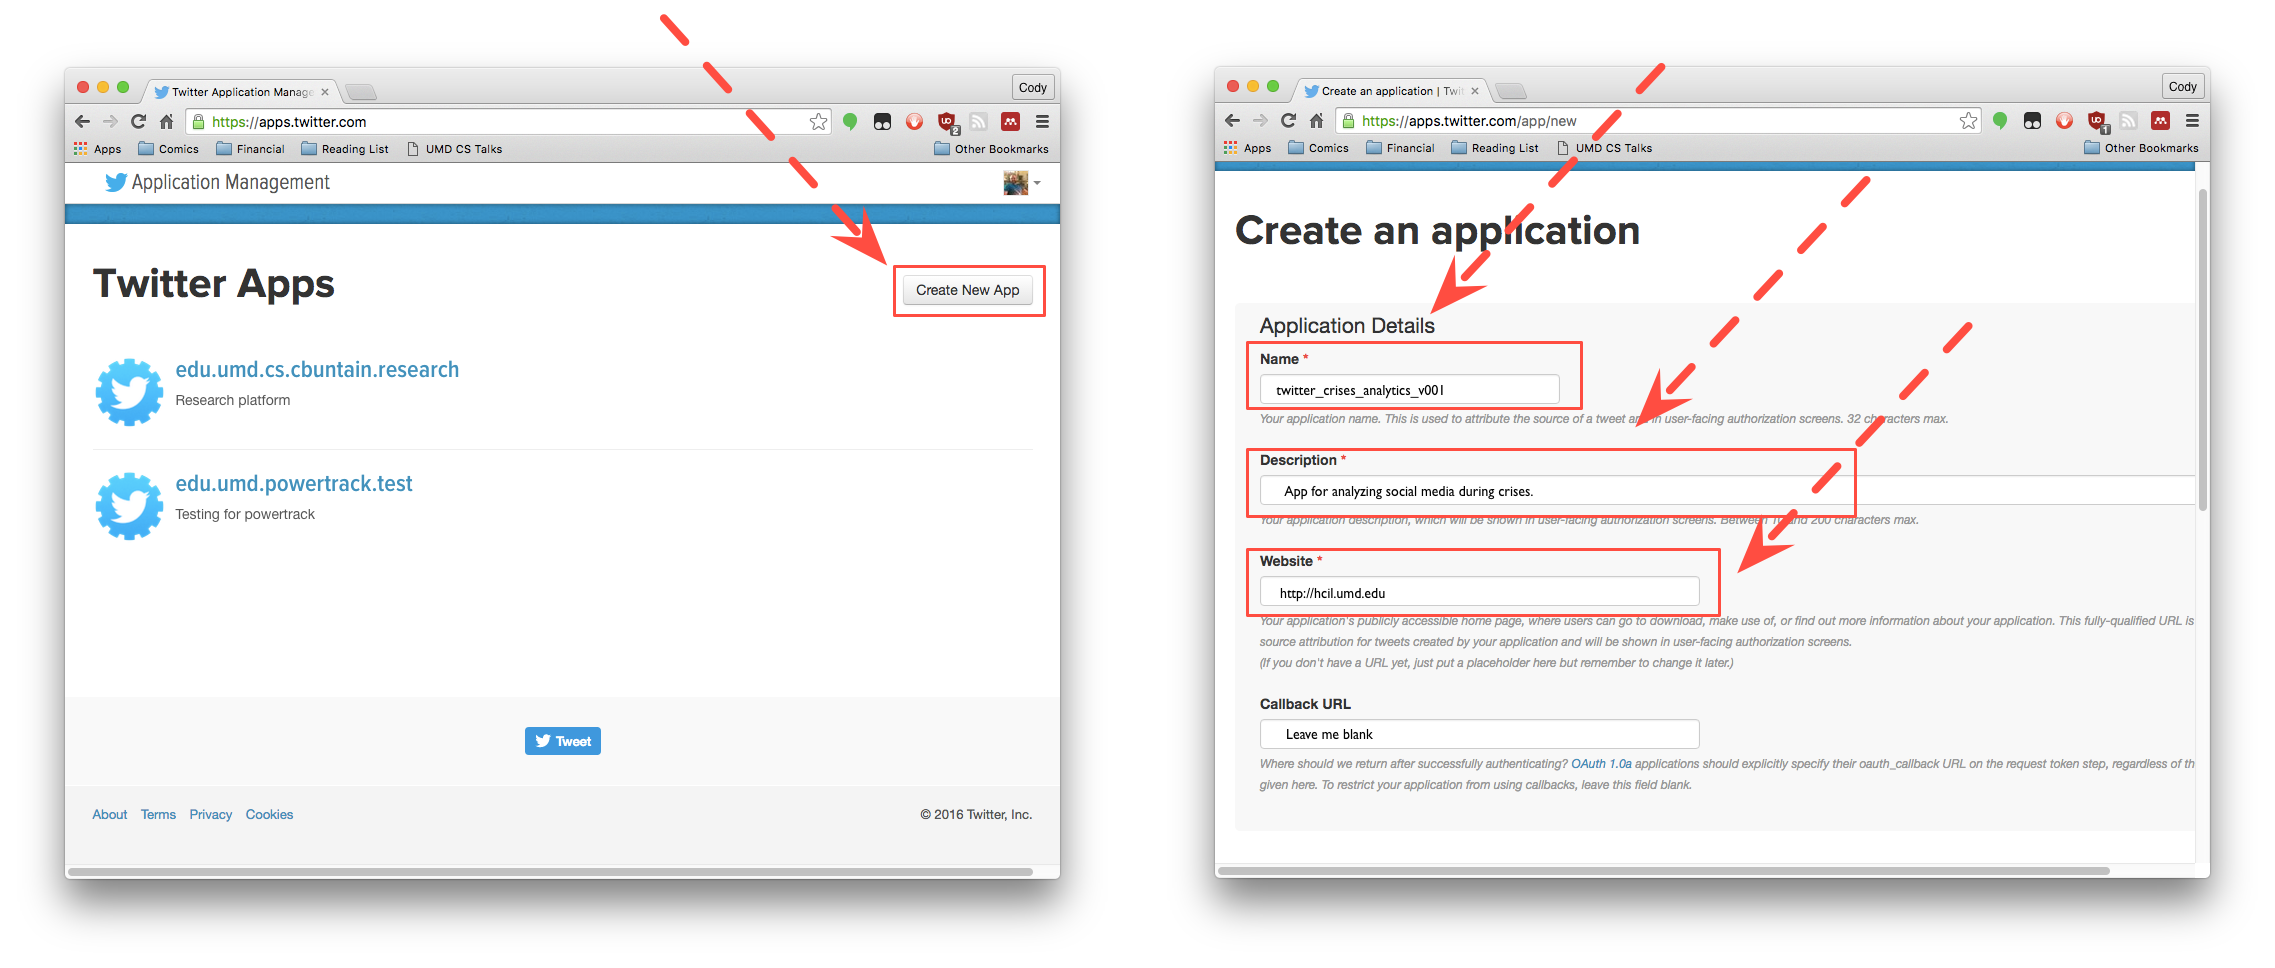 Twitter Application Manage
Cody
https://apps.twitter.com
2
Apps
Comics
Financial
Reading List
UMD CS Talks
Other Bookmarks
Application Management
Twitter Apps
Create New App
edu.umd.cs.cbuntain.research
Research platform
edu.umd.powertrack.test
Testing for powertrack
Tweet
About Terms Privacy Cookies
© 2016 Twitter, Inc.
Create an application | Twit
Cody
https://apps.twitter.com/app/new
1
Apps
Comics
Financial
Reading List
UMD CS Talks
Other Bookmarks
Create an application
Application Details
Name *
twitter_crises_analytics_v001
Your application name. This is used to attribute the source of a tweet and in user-facing authorization screens. 32 characters max.
Description *
App for analyzing social media during crises.
Your application description, which will be shown in user-facing authorization screens. Between 10 and 200 characters max.
Website *
http://hcil.umd.edu
Your application's publicly accessible home page, where users can go to download, make use of, or find out more information about your application. This fully-qualified URL is
source attribution for tweets created by your application and will be shown in user-facing authorization screens.
(If you don't have a URL yet, just put a placeholder here but remember to change it later.)
Callback URL
Leave me blank
Where should we return after successfully authenticating? OAuth 1.0a applications should explicitly specify their oauth_callback URL on the request token step, regardless of th
given here. To restrict your application from using callbacks, leave this field blank.